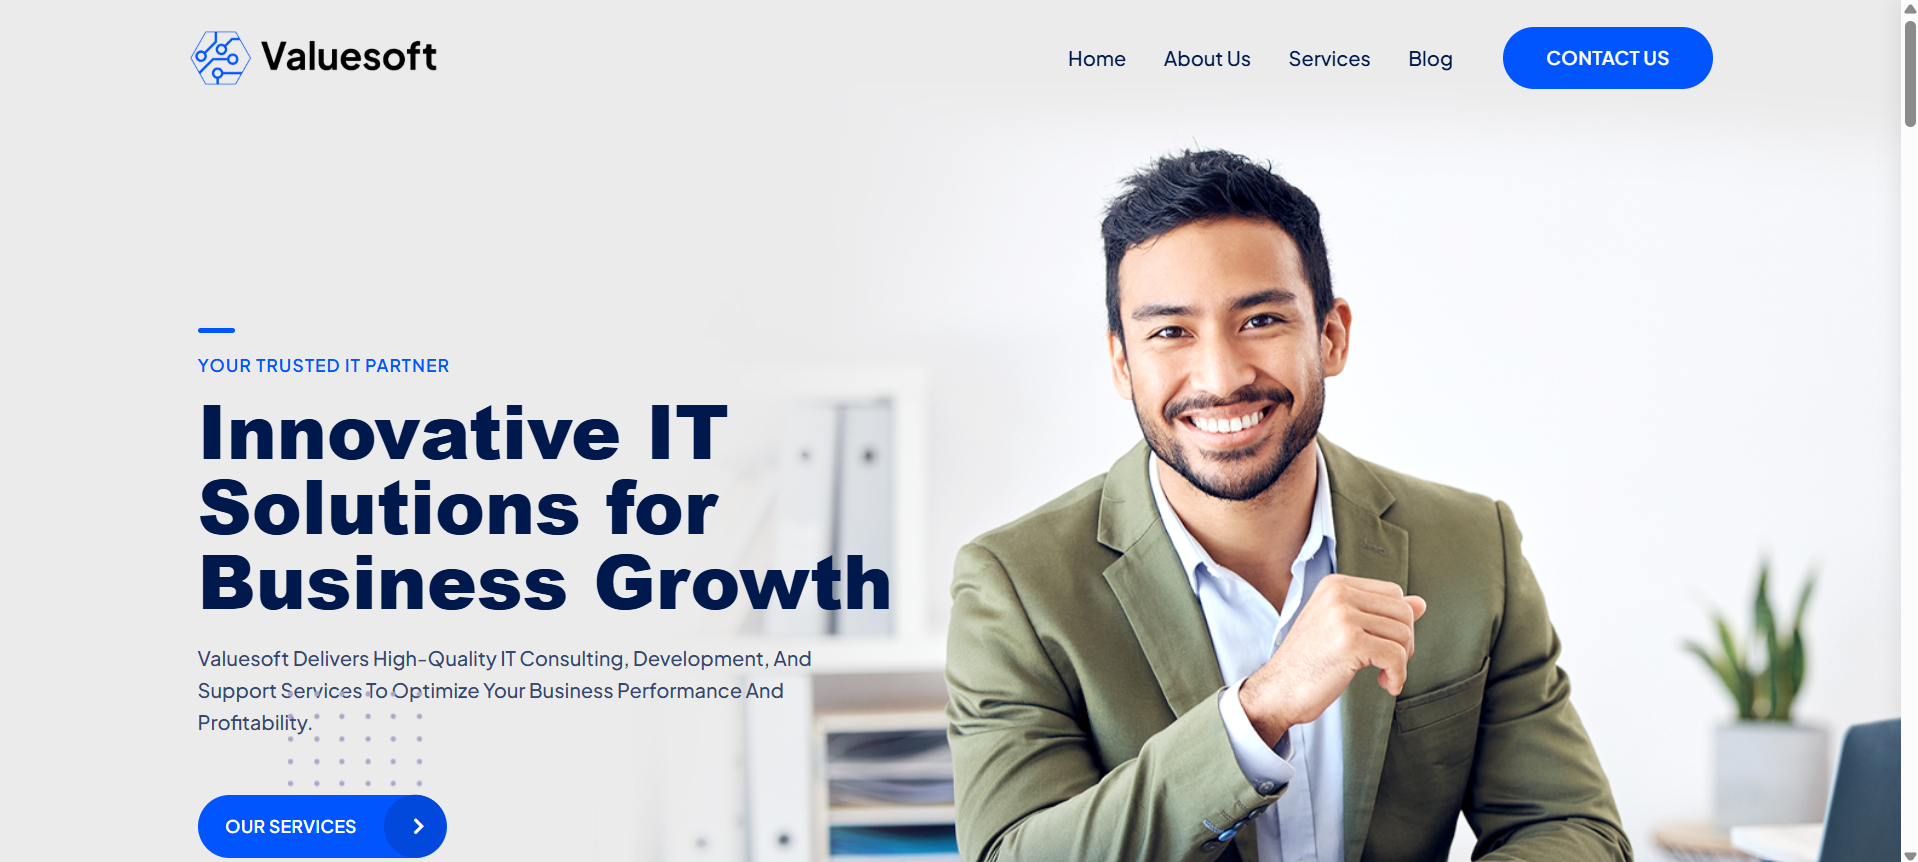 Valuesoft
Home
About Us
Services
Blog
CONTACT US
YOUR TRUSTED IT PARTNER
Innovative IT
Solutions for
Business Growth
Valuesoft Delivers High-Quality IT Consulting, Development, And
Support Services To Optimize Your Business Performance And
Profitability.
OUR SERVICES